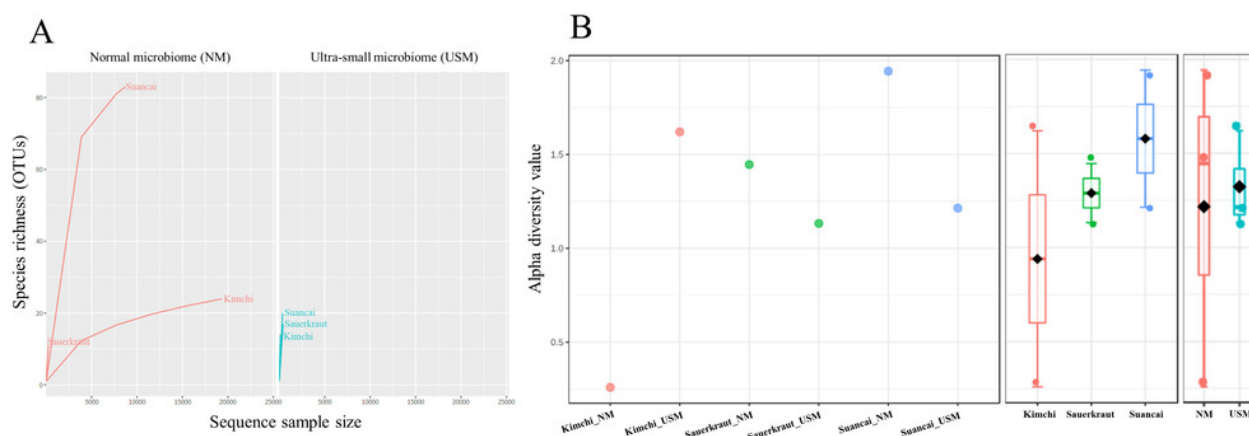 A
Normal microbiome (NM)
Ultra-small microbiome (USM)
Species richness (OTUs)
80
60
40
20
0
Suancai
Kimchi
Sauerkraut
Suancai
Sauerkraut
Kimchi
5000
10000
15000
20000
25000
5000
10000
15000
20000
25000
Sequence sample size
B
Alpha diversity value
2.0
1.5
1.0
0.5
Kimchi_NM
Kimchi_USM
Sauerkraut_NM
Sauerkraut_USM
Suancai_NM
Suancai_USM
Kimchi
Sauerkraut
Suancai
NM
USM